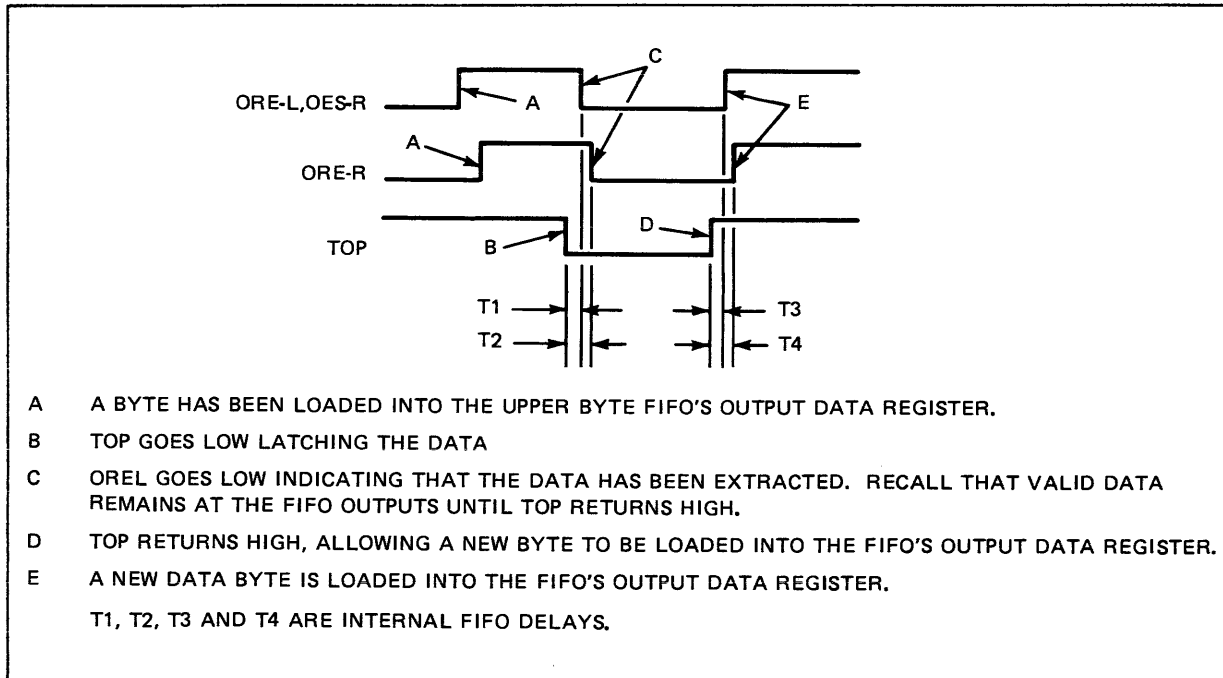 C
ORE-L,OES-R
A
E
A
ORE-R
D
TOP
B
T1
T3
T2
T4
A A BYTE HAS BEEN LOADED INTO THE UPPER BYTE FIFO'S OUTPUT DATA REGISTER.
B TOP GOES LOW LATCHING THE DATA
C OREL GOES LOW INDICATING THAT THE DATA HAS BEEN EXTRACTED. RECALL THAT VALID DATA
REMAINS AT THE FIFO OUTPUTS UNTIL TOP RETURNS HIGH.
D TOP RETURNS HIGH, ALLOWING A NEW BYTE TO BE LOADED INTO THE FIFO'S OUTPUT DATA REGISTER.
E A NEW DATA BYTE IS LOADED INTO THE FIFO'S OUTPUT DATA REGISTER.
T1, T2, T3 AND T4 ARE INTERNAL FIFO DELAYS.